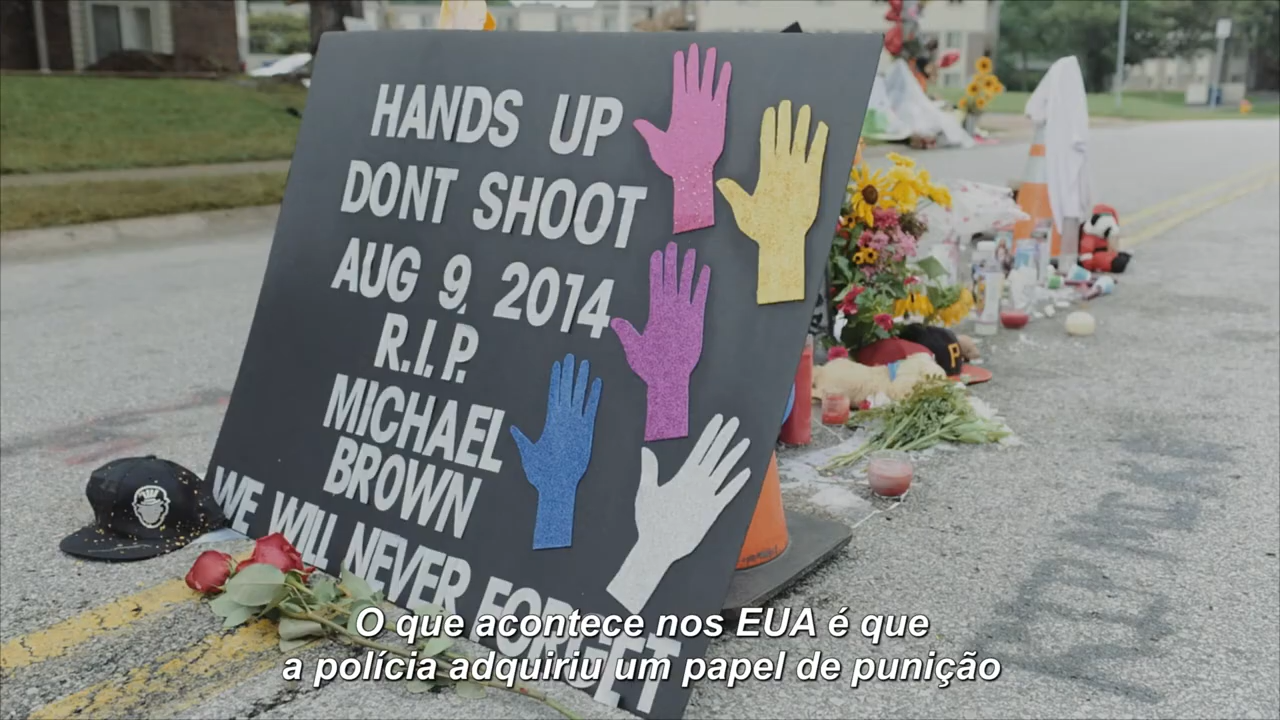 HANDS UP
DONT SHOOT
AUG 9, 2014
R.I.P.
MICHAEL
BROWN
WE WILL NEVER FORGET
O que acontece nos EUA é que
a polícia adquiriu um papel de punição
P